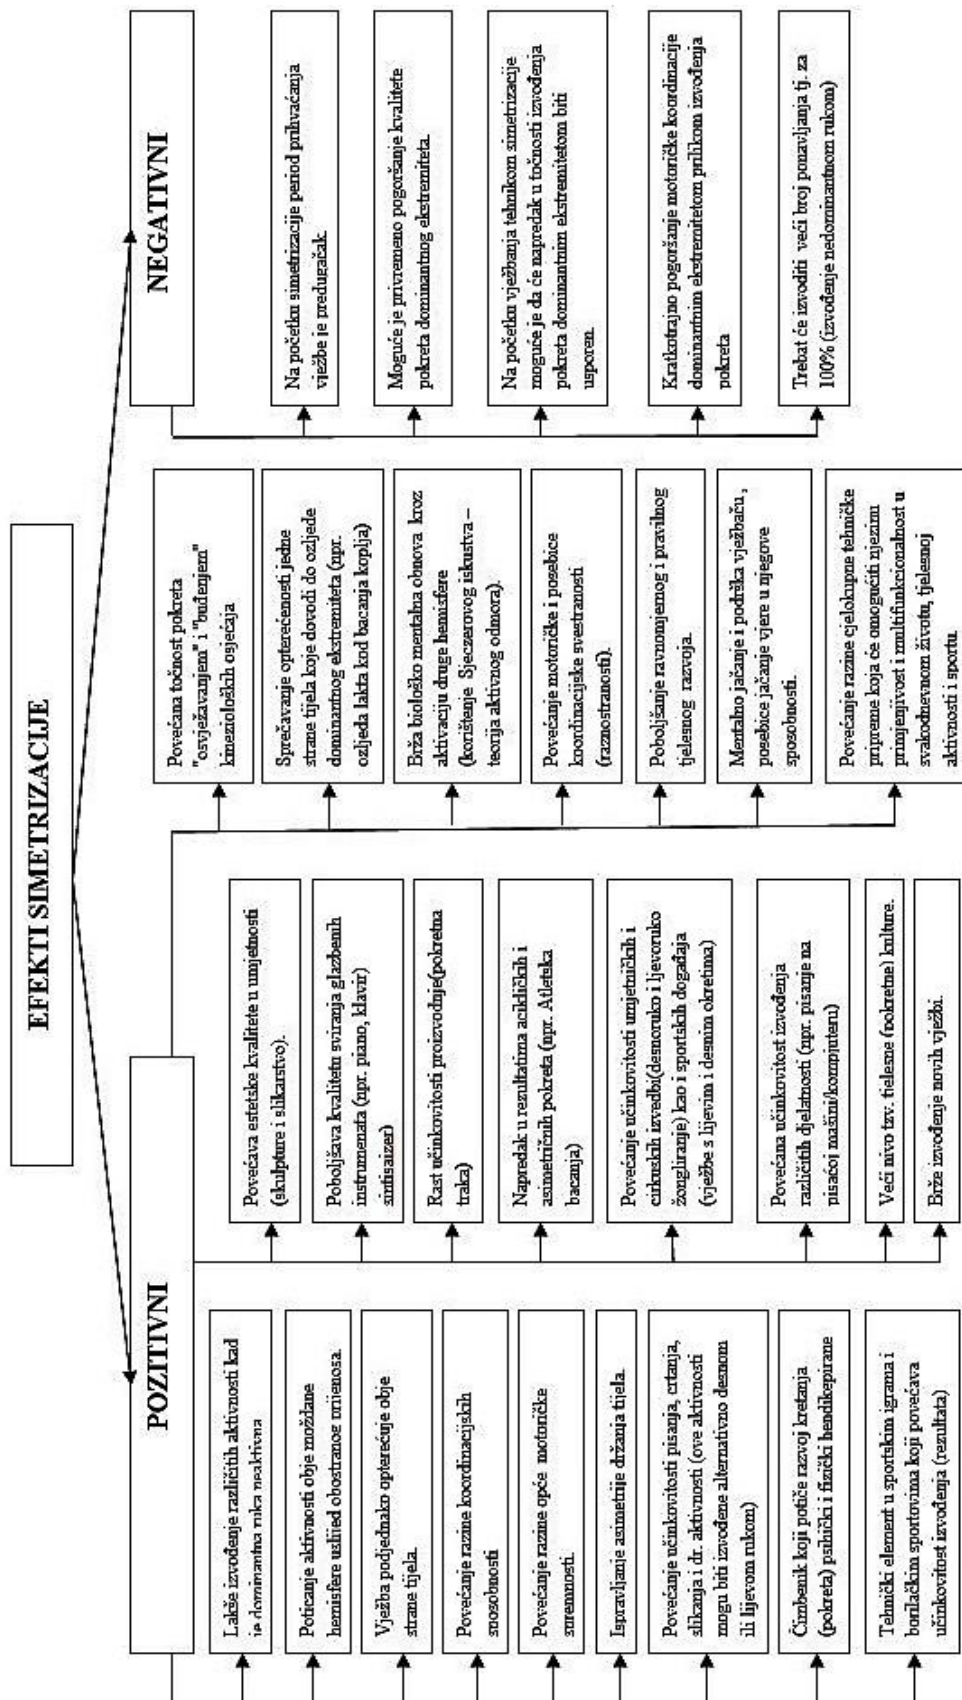 EFEKTI SIMETRIZACIJE
POZITIVNI
Lakše izvođenje različitih aktivnosti kad
je dominantna ruka neaktivna
Poticanje aktivnosti obje moždane
hemisfere uslijed obostranog prijenosa.
Vježba podjednako opterećuje obje
strane tijela.
Povećanje razine koordinacijskih
sposobnosti
Povećanje razine opće motoričke
spremnosti.
Ispravljanje asimetrije držanja tijela.
Povećanje učinkovitosti pisanja, crtanja,
slikanja i dr. aktivnosti (ove aktivnosti
mogu biti izvođene alternativno desnom
ili lijevom rukom)
Čimbenik koji potiče razvoj kretanja
(pokreta) psihički i fizički hendikepirane
Tehnički element u sportskim igrama i
borilačkim sportovima koji povećava
učinkovitost izvođenja (rezultata)
Povećava estetske kvalitete u umjetnosti
(skulpture i slikarstvo).
Poboljšava kvalitetu sviranja glazbenih
instrumenata (npr. piano, klavir)
sintisaizer)
Rast učinkovitosti proizvodnje(pokretna
traka)
Napredak u rezultatima acikličkih i
asimetričnih pokreta (npr. Atletska
bacanja)
Povećanje učinkovitosti umjetničkih i
cirkuskih izvedbi(desnoruko i ljevoruko
žongliranje) kao i sportskih događaja
(vježbe s lijevim i desnim okretima)
Povećana učinkovitost izvođenja
različitih djelatnosti (npr. pisanje na
pisaćoj mašini/kompjuteru)
Veći nivo tzv. tjelesne (pokretne) kulture.
Brže izvođenje novih vježbi.
Povećana točnost pokreta
"osvježavanjem" i "buđenjem"
kinezioloških osjećaja
Sprečavanje opterećenosti jedne
strane tijela koje dovodi do ozljede
dominantnog ekstremiteta (npr.
ozljeda lakta kod bacanja koplja)
Brža biološko mentalna obnova kroz
aktivaciju druge hemisfere
(korištenje Sjeczerovog iskustva –
teorija aktivnog odmora).
Povećanje motoričke i posebice
koordinacijske svestranosti
(raznostranosti).
Poboljšanje ravnomjernog i pravilnog
tjelesnog razvoja.
Mentalno jačanje i podrška vježbaču ,
posebice jačanje vjere u njegove
sposobnosti.
Povećanje razine cjelokupne tehničke
pripreme koja će omogućiti njezinu
primjenjivost i multifunkcionalnost u
svakodnevnom životu, tjelesnoj
aktivnosti i sportu
NEGATIVNI
Na početku simetrizacije period prihvaćanja
vježbe je predugačak.
Moguće je privremeno pogoršanje kvalitete
pokreta dominantnog ekstremiteta.
Na početku vježbanja tehnikom simetrizacije
moguće je da će napredak u točnosti izvođenja
pokreta dominantnim ekstremitetom biti
usporen.
Kratkotrajno pogoršanje motoričke koordinacije
dominantnim ekstremitetom prilikom izvođenja
pokreta
Trebat će izvoditi veći broj ponavljanja tj. za
100% (izvođenje nedominantnom rukom)